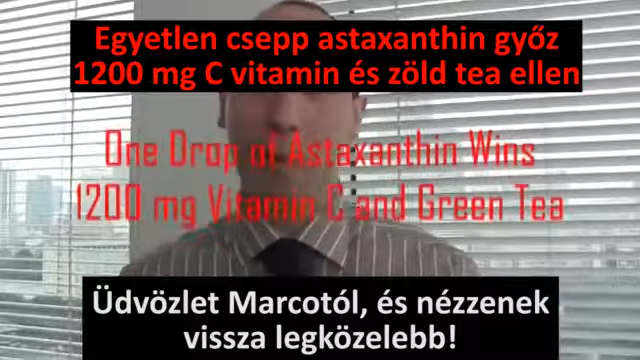 Egyetlen csepp astaxanthin győz
1200 mg C vitamin és zöld tea ellen
One Drop of Astaxanthin Wins
1200 mg Vitamin C and Green Tea
Üdvözlet Marcotól, és nézzenek
vissza legközelebb!